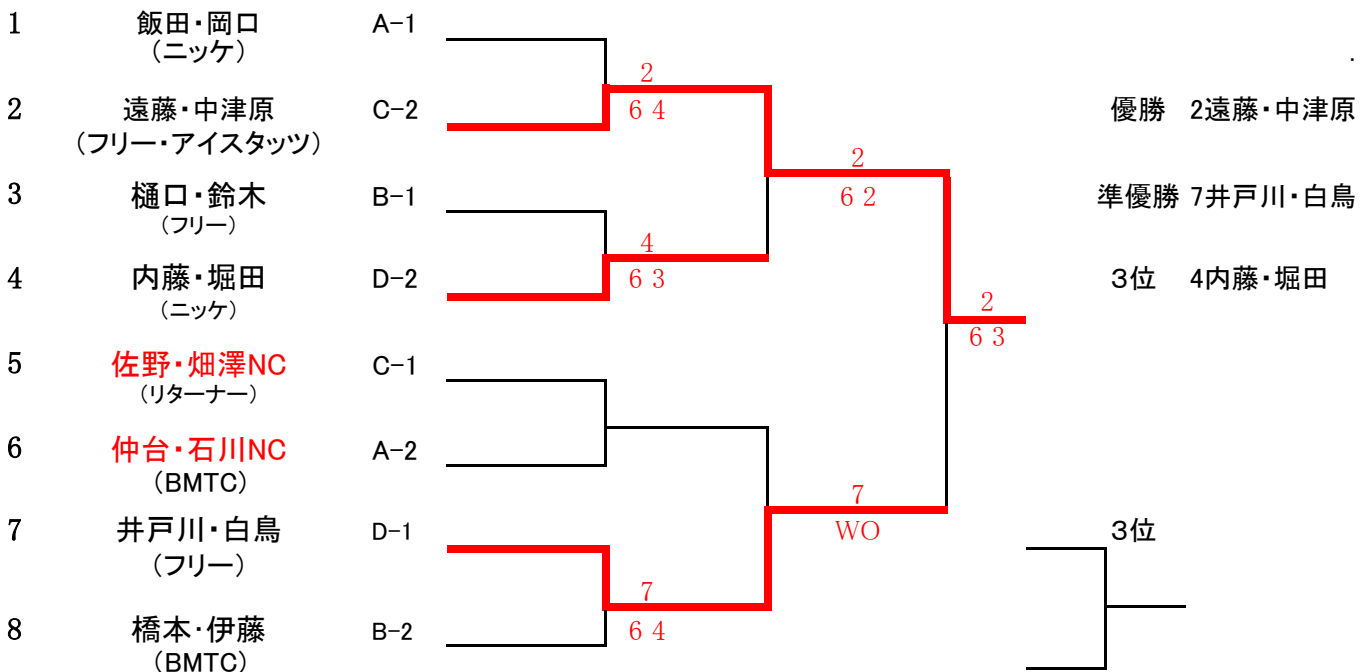 1 飯田・岡口 A-1
(ニッケ)
.
2
2 遠藤・中津原 C-2 6 4 優勝 2遠藤・中津原
(フリー・アイスタッツ)
2
3 樋口・鈴木 B-1 6 2 準優勝 7井戸川・白鳥
(フリー)
4
4 内藤・堀田 D-2 6 3 3位 4内藤・堀田
(ニッケ)
2
6 3
5 佐野・畑澤NC C-1
(リターナー)
6 仲台・石川NC A-2
(BMTC)
7
7 井戸川・白鳥 D-1 WO 3位
(フリー)
7
8 橋本・伊藤 B-2 6 4
(BMTC)